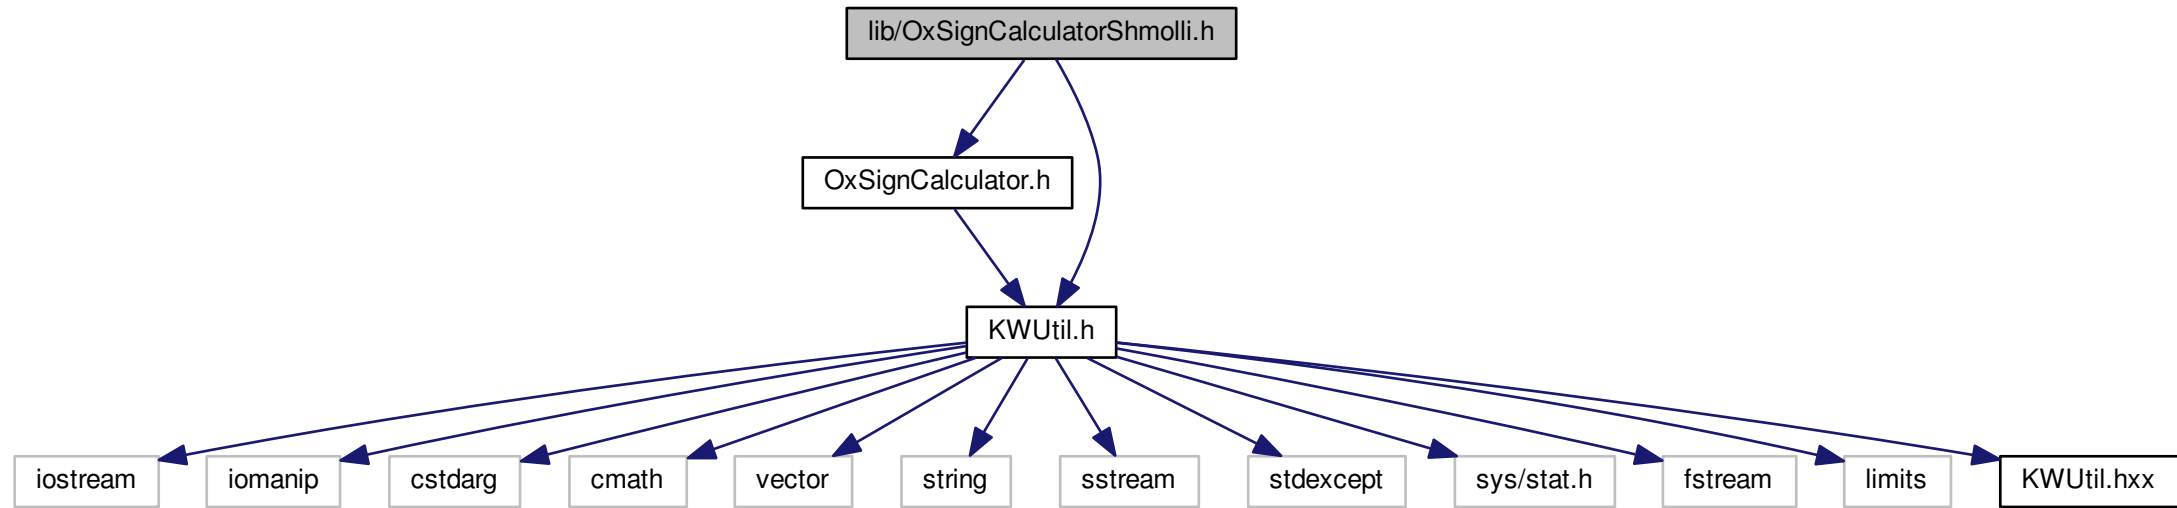 lib/OxSignCalculatorShmolli.h
OxSignCalculator.h
KWUtil.h
iostream
iomanip
cstdarg
cmath
vector
string
sstream
stdexcept
sys/stat.h
fstream
limits
KWUtil.hxx